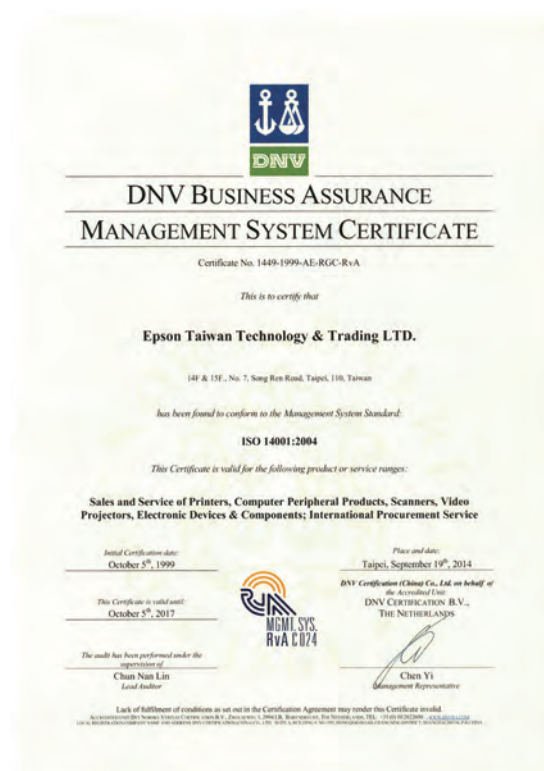 DNV
DNV BUSINESS ASSURANCE
MANAGEMENT SYSTEM CERTIFICATE
Certificate No. 1449-1999-AE-RGC-RvA
This is to certify that
Epson Taiwan Technology & Trading LTD.
14F & 15F., No. 7, Song Ren Road, Taipei, 110, Taiwan
has been found to conform to the Management System Standard:
ISO 14001:2004
This Certificate is valid for the following product or service ranges:
Sales and Service of Printers, Computer Peripheral Products, Scanners, Video
Projectors, Electronic Devices & Components; International Procurement Service
Initial Certification date:
October 5th, 1999
Place and date:
Taipei, September 19th, 2014
This Certificate is valid until:
October 5th, 2017
DNV Certification (China) Co., Ltd. on behalf of
the Accredited Unit:
DNV CERTIFICATION B.V.,
THE NETHERLANDS
RvA
MGMT. SYS.
RvA C024
The audit has been performed under the
supervision of
Chun Nan Lin
Lead Auditor
Chen Yi
Management Representative
Lack of fulfilment of conditions as set out in the Certification Agreement may render this Certificate invalid.